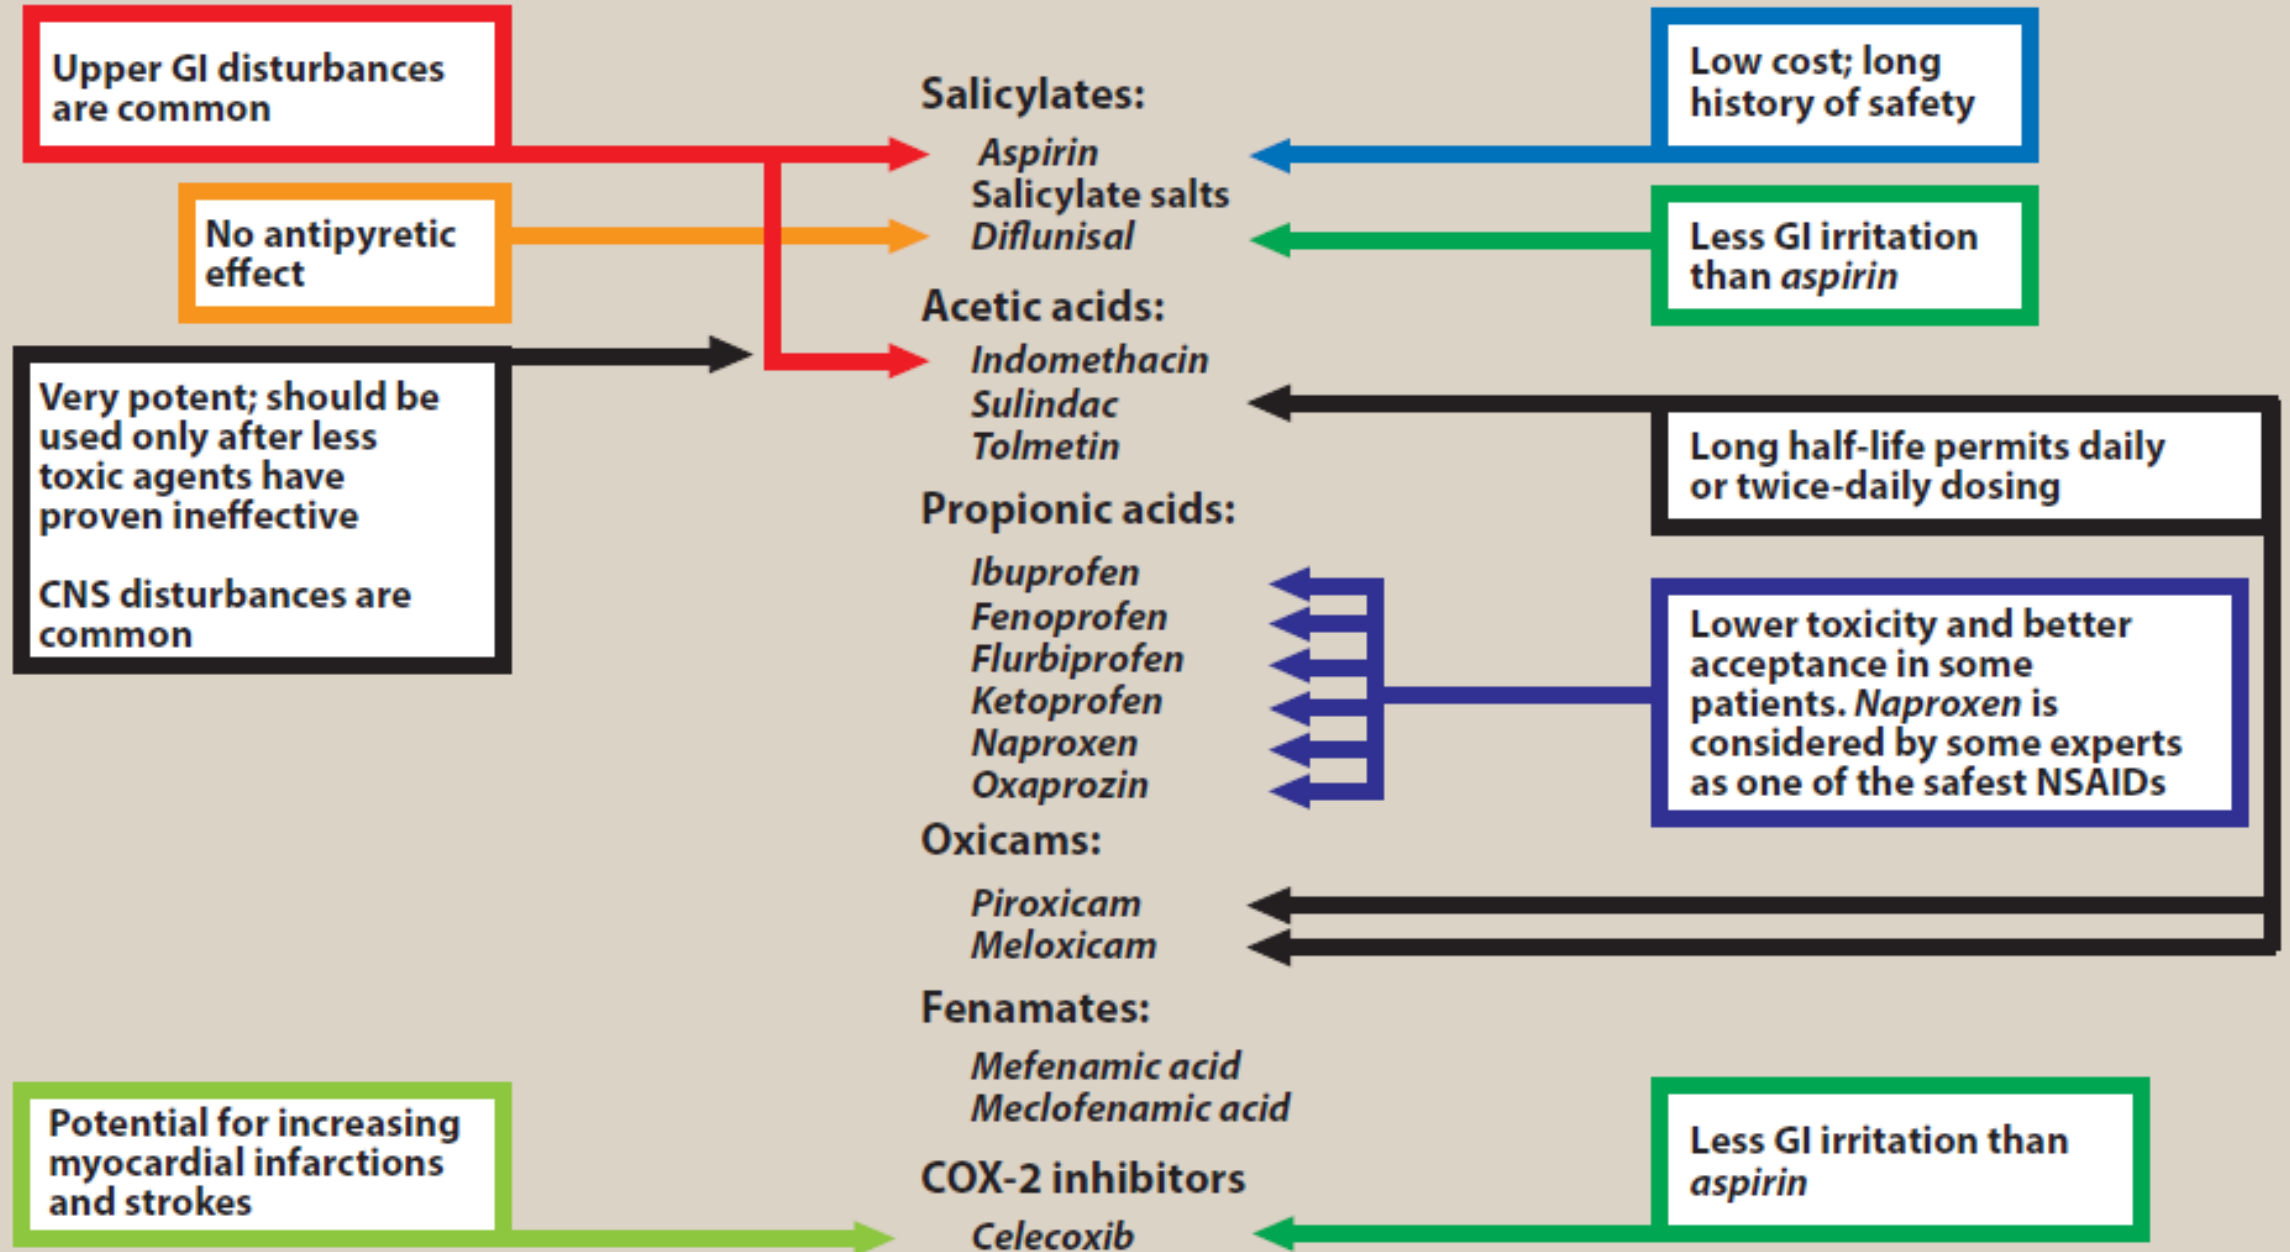 Upper GI disturbances
are common
No antipyretic
effect
Very potent; should be
used only after less
toxic agents have
proven ineffective
CNS disturbances are
common
Potential for increasing
myocardial infarctions
and strokes
Salicylates:
Aspirin
Salicylate salts
Diflunisal
Acetic acids:
Indomethacin
Sulindac
Tolmetin
Propionic acids:
Ibuprofen
Fenoprofen
Flurbiprofen
Ketoprofen
Naproxen
Oxaprozin
Oxicams:
Piroxicam
Meloxicam
Fenamates:
Mefenamic acid
Meclofenamic acid
COX-2 inhibitors
Celecoxib
Low cost; long
history of safety
Less GI irritation
than aspirin
Long half-life permits daily
or twice-daily dosing
Lower toxicity and better
acceptance in some
patients. Naproxen is
considered by some experts
as one of the safest NSAIDs
Less GI irritation than
aspirin